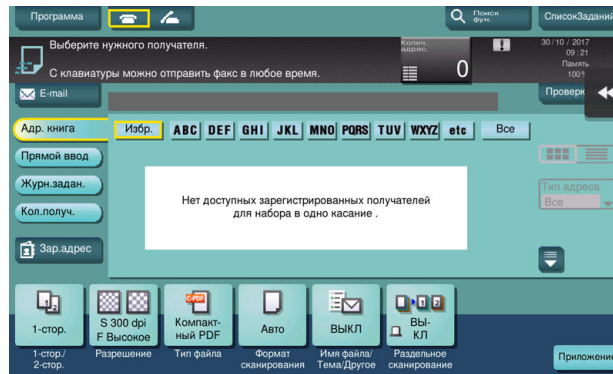 Программа
Поиск
фун.
СписокЗаданий
Выберите нужного получателя.
С клавиатуры можно отправить факс в любое время.
Колич.
адрес.
0
30/10 / 2017
09:21
Память
100%
E-mail
Проверк
Адр. книга
Избр.
ABC
DEF
GHI
JKL
MNO
PQRS
TUV
WXYZ
etc
Все
Прямой ввод
Журн.задан.
Кол.получ.
Зар.адрес
Нет доступных зарегистрированных получателей
для набора в одно касание .
Тип адреса
Все
1-стор.
S 300 dpi
F Высокое
C-PDF
Компакт-
ный PDF
Авто
ВЫКЛ
ВЫ-
КЛ
1-стор./
2-стор.
Разрешение
Тип файла
Формат
сканирования
Имя файла/
Тема/Другое
Раздельное
сканирование
Приложение